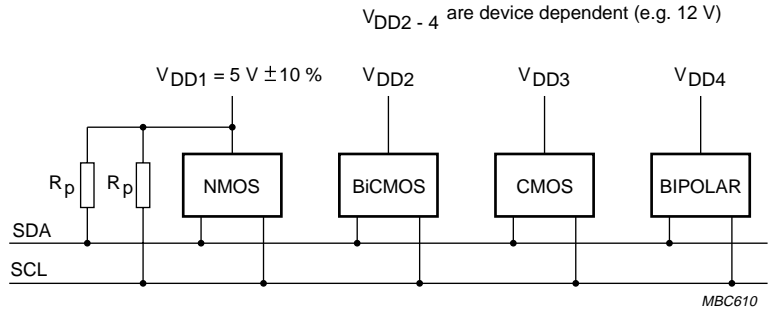 VDD2 - 4 are device dependent (e.g. 12 V)
VDD1 = 5 V ±10 %
VDD2
VDD3
VDD4
Rp
Rp
NMOS
BiCMOS
CMOS
BIPOLAR
SDA
SCL
MBC610